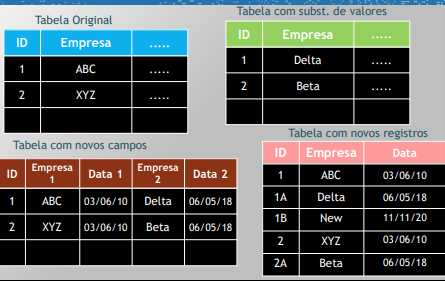 Tabela Original
ID Empresa .....
1 ABC .....
2 XYZ .....
Tabela com subst. de valores
ID Empresa .....
1 Delta .....
2 Beta .....
Tabela com novos campos
ID Empresa 1 Data 1 Empresa 2 Data 2
1 ABC 03/06/10 Delta 06/05/18
2 XYZ 03/06/10 Beta 06/05/18
Tabela com novos registros
ID Empresa Data
1 ABC 03/06/10
1A Delta 06/05/18
1B New 11/11/20
2 XYZ 03/06/10
2A Beta 06/05/18